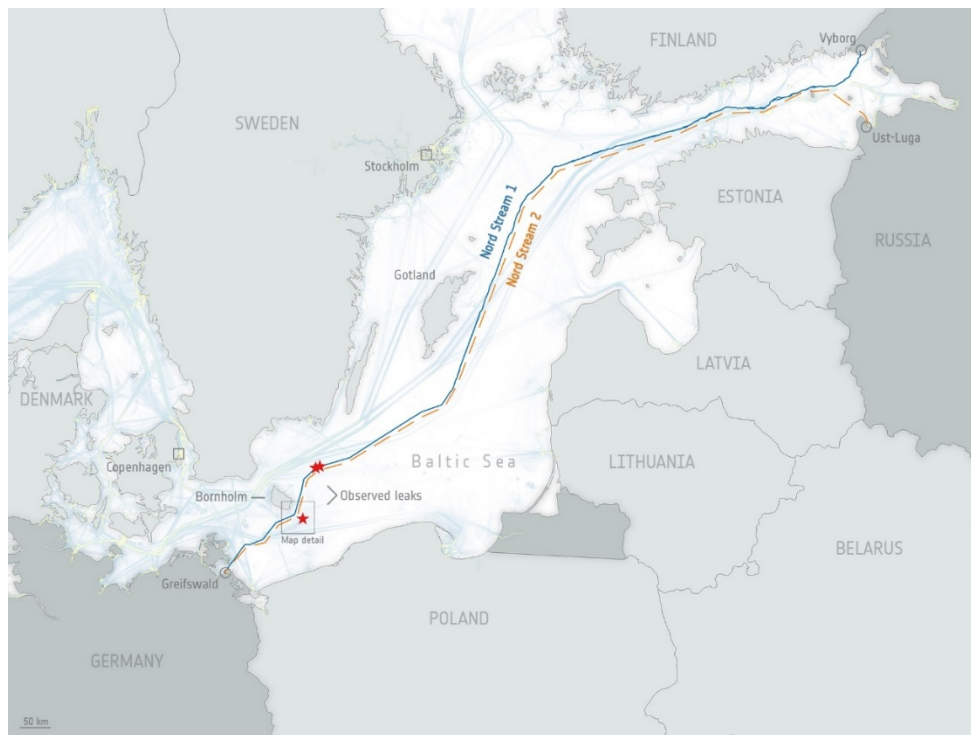 FINLAND
Vyborg
SWEDEN
Ust-Luga
Stockholm
ESTONIA
Nord Stream 1
Nord Stream 2
RUSSIA
Gotland
LATVIA
DENMARK
Copenhagen
Baltic Sea
LITHUANIA
Bornholm
Observed leaks
Map detail
BELARUS
Greifswald
POLAND
GERMANY
50 km